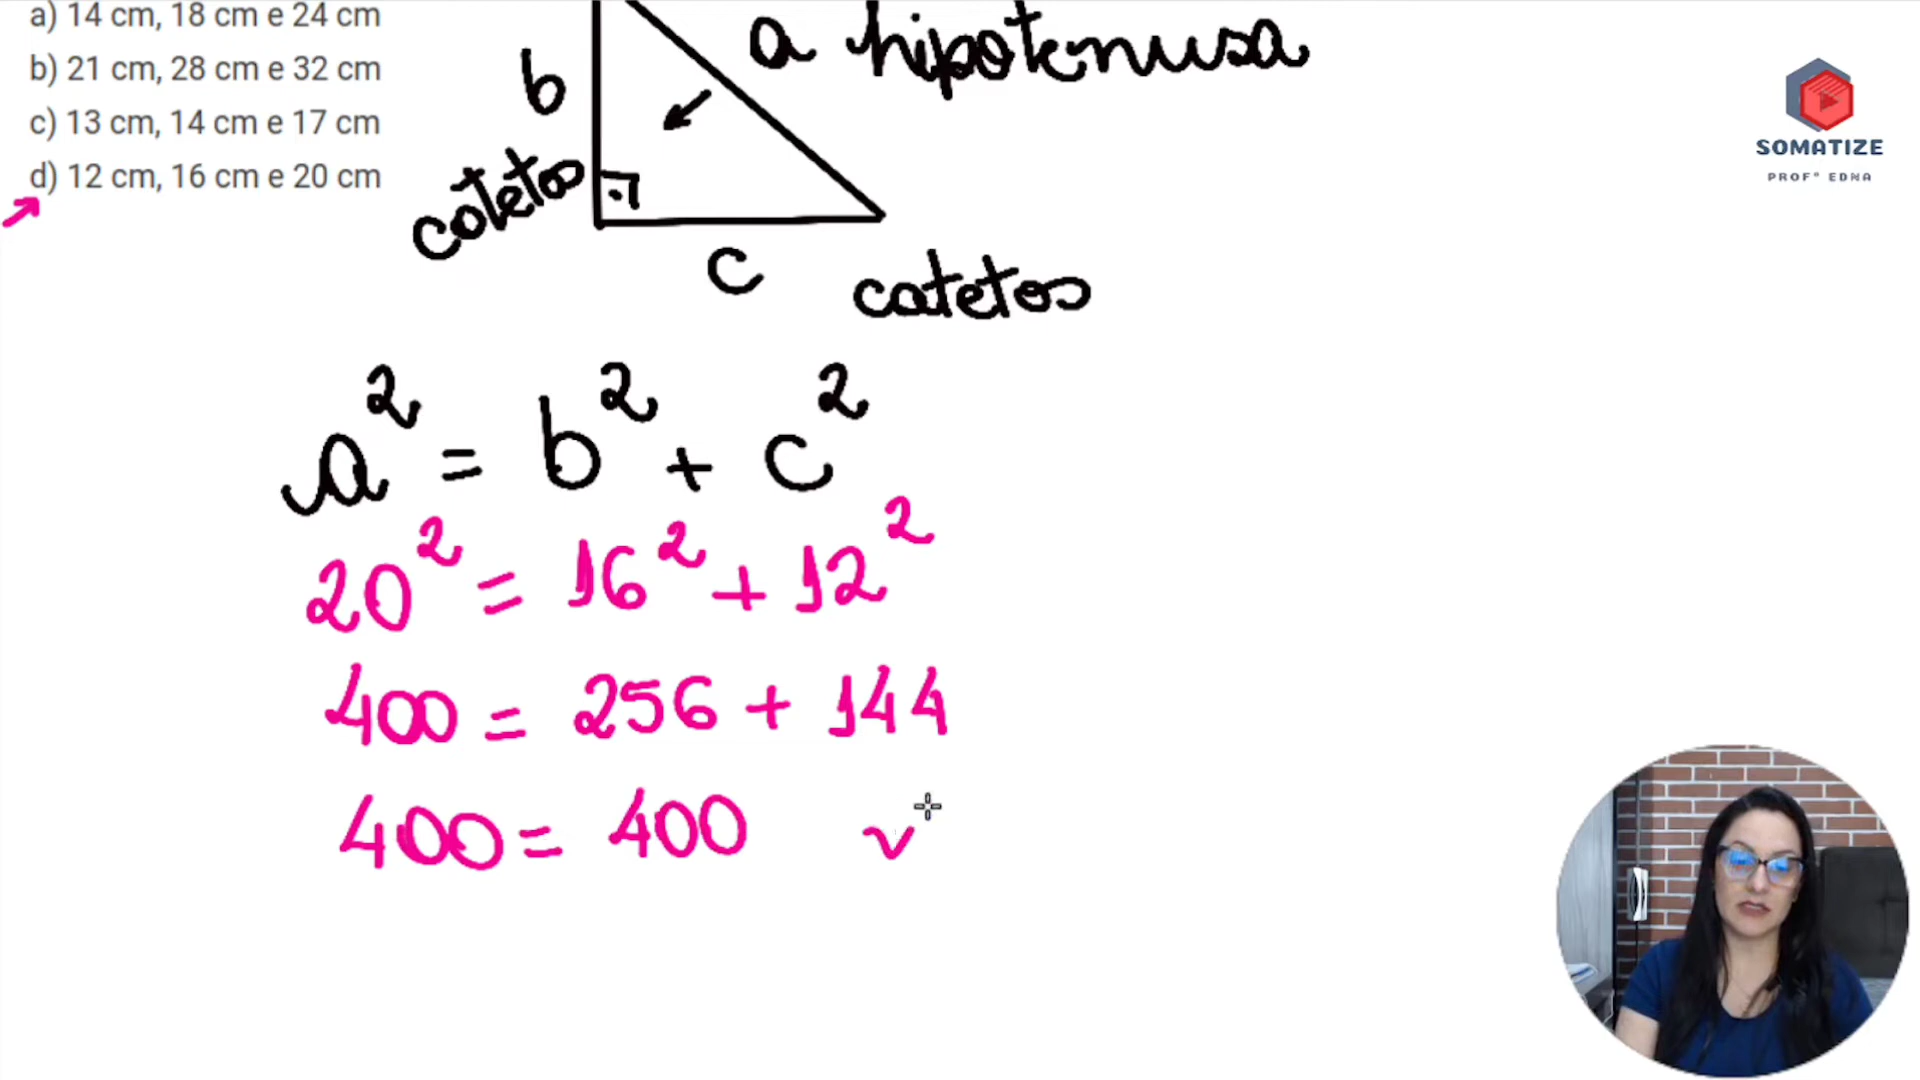 a) 14 cm, 18 cm e 24 cm
b) 21 cm, 28 cm e 32 cm
c) 13 cm, 14 cm e 17 cm
d) 12 cm, 16 cm e 20 cm
a hipotenusa
b
catetos
c
catetos
SOMATIZE
PROFª EDNA
a² = b² + c²
20² = 16² + 12²
400 = 256 + 144
400 = 400 v